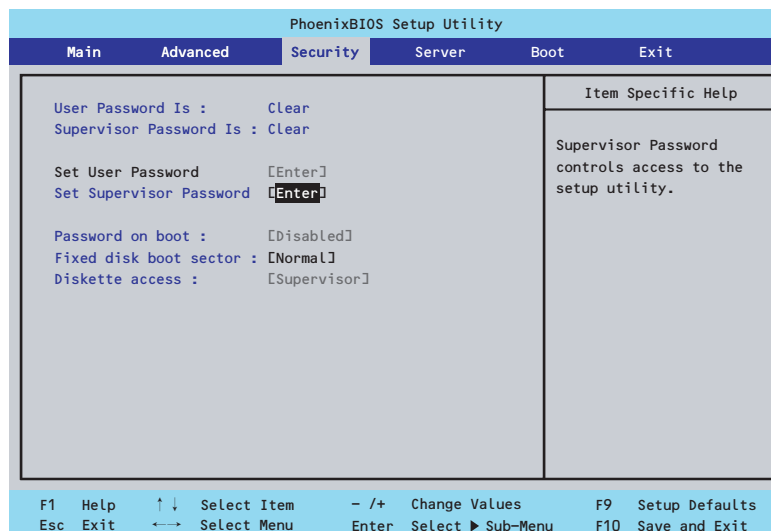 PhoenixBIOS Setup Utility
Main Advanced Security Server Boot Exit
User Password Is : Clear
Supervisor Password Is : Clear
Set User Password [Enter]
Set Supervisor Password [Enter]
Password on boot : [Disabled]
Fixed disk boot sector : [Normal]
Diskette access : [Supervisor]
Item Specific Help
Supervisor Password
controls access to the
setup utility.
F1 Help ↑↓ Select Item – /+ Change Values F9 Setup Defaults
Esc Exit ←→ Select Menu Enter Select ▶ Sub–Menu F10 Save and Exit